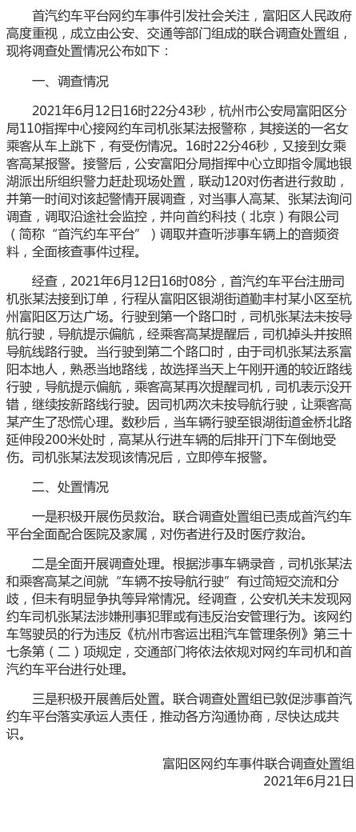 首汽约车平台网约车事件引发社会关注，富阳区人民政府
高度重视，成立由公安、交通等部门组成的联合调查处置组，
现将调查处置情况公布如下：
一、调查情况
2021年6月12日16时22分43秒，杭州市公安局富阳区分
局110指挥中心接网约车司机张某法报警称，其接送的一名女
乘客从车上跳下，有受伤情况。16时22分46秒，又接到女乘
客高某报警。接警后，公安富阳分局指挥中心立即指令属地银
湖派出所组织警力赶赴现场处置，联动120对伤者进行救助，
并第一时间对该起警情开展调查，对当事人高某、张某法询问
调查，调取沿途社会监控，并向首约科技（北京）有限公司
（简称“首汽约车平台”）调取并查听涉事车辆上的音频资
料，全面核查事件过程。
经查，2021年6月12日16时08分，首汽约车平台注册司
机张某法接到订单，行程从富阳区银湖街道勤丰村某小区至杭
州富阳区万达广场。行驶到第一个路口时，司机张某法未按导
航行驶，导航提示偏航，经乘客高某提醒后，司机掉头并按照
导航线路行驶。当行驶到第二个路口时，由于司机张某法系富
阳本地人，熟悉当地路线，故选择当天上午刚开通的较近路线
行驶，导航提示偏航，乘客高某再次提醒司机，司机表示没开
错，继续按新路线行驶。因司机两次未按导航行驶，让乘客高
某产生了恐慌心理。数秒后，当车辆行驶至银湖街道金桥北路
延伸段200米处时，高某从行进车辆的后排开门下车倒地受
伤。司机张某法发现该情况后，立即停车报警。
二、处置情况
一是积极开展伤员救治。联合调查处置组已责成首汽约车
平台全面配合医院及家属，对伤者进行及时医疗救治。
二是全面开展调查处理。根据涉事车辆录音，司机张某法
和乘客高某之间就“车辆不按导航行驶”有过简短交流和分
歧，但未有明显争执等异常情况。经调查，公安机关未发现网
约车司机张某法涉嫌刑事犯罪或有违反治安管理行为。该网约
车驾驶员的行为违反《杭州市客运出租汽车管理条例》第三十
七条第（二）项规定，交通部门将依法依规对网约车司机和首
汽约车平台进行处理。
三是积极开展善后处置。联合调查处置组已敦促涉事首汽
约车平台落实承运人责任，推动各方沟通协商，尽快达成共
识。
富阳区网约车事件联合调查处置组
2021年6月21日